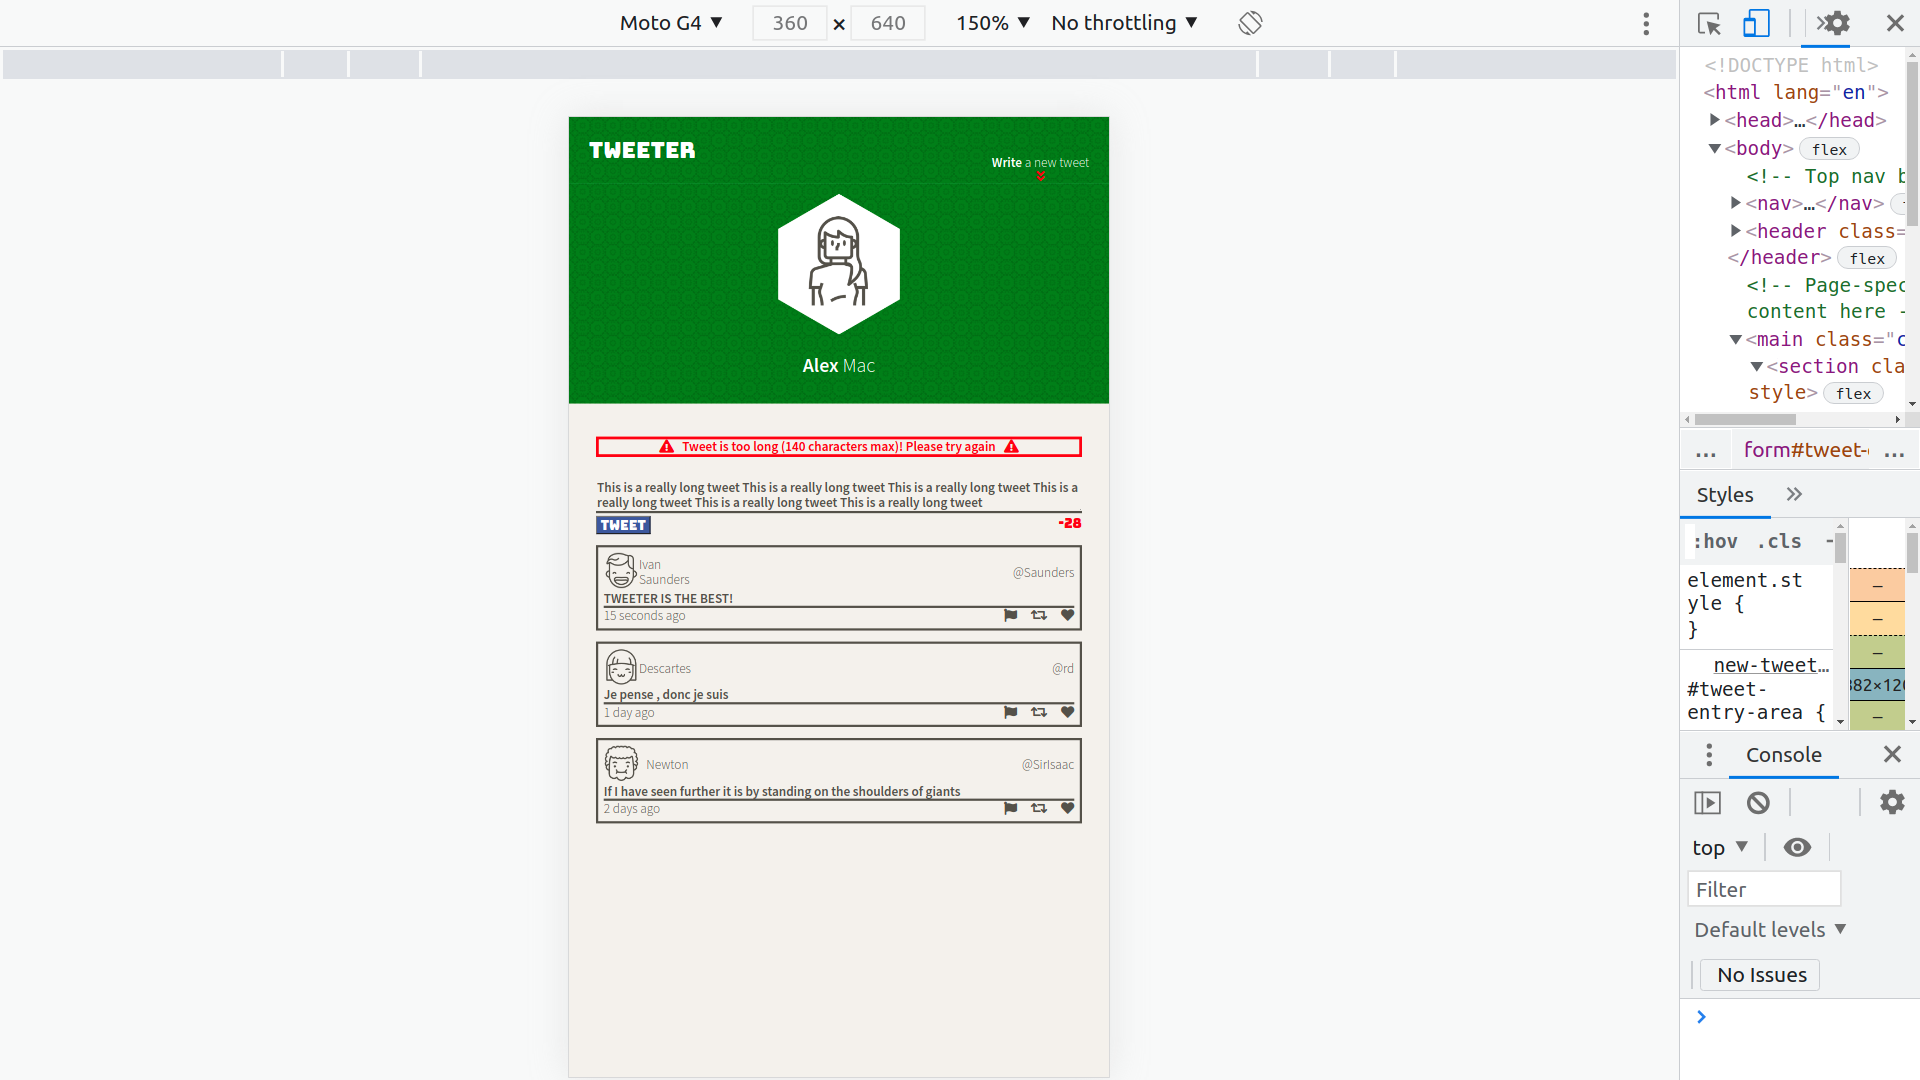 Moto G4 ▼ 360 × 640 150% ▼ No throttling ▼
TWEETER
Write a new tweet
Alex Mac
Tweet is too long (140 characters max)! Please try again
This is a really long tweet This is a really long tweet This is a really long tweet This is a
really long tweet This is a really long tweet This is a really long tweet
TWEET -28
Ivan
Saunders
@Saunders
TWEETER IS THE BEST!
15 seconds ago
Descartes @rd
Je pense , donc je suis
1 day ago
Newton @SirIsaac
If I have seen further it is by standing on the shoulders of giants
2 days ago
<!DOCTYPE html>
<html lang="en">
<head>…</head>
<body> flex
<!-- Top nav b
<nav>…</nav>
<header class=
</header> flex
<!-- Page-spec
content here -
<main class="c
<section cla
style> flex
… form#tweet- …
Styles
:hov .cls
element.st
yle {
}
new-tweet…
#tweet-
entry-area {
–
–
–
382×120
–
Console
top ▼
Filter
Default levels ▼
No Issues